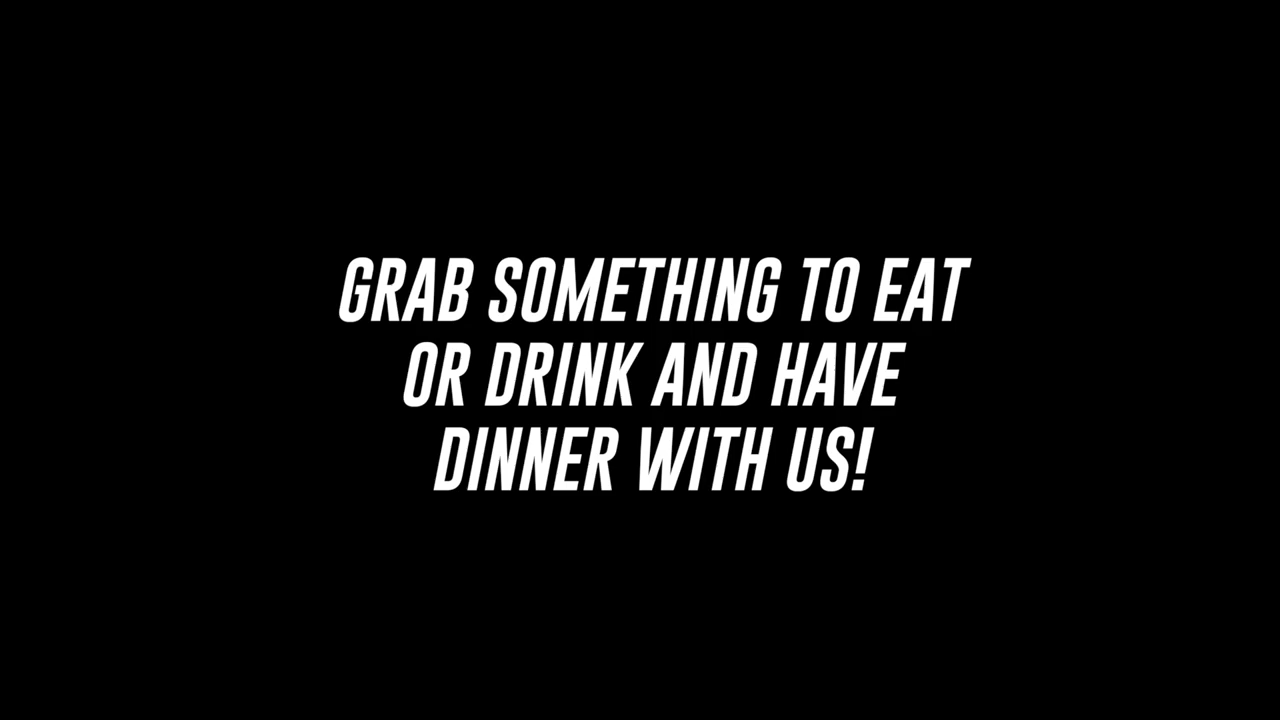 GRAB SOMETHING TO EAT
OR DRINK AND HAVE
DINNER WITH US!